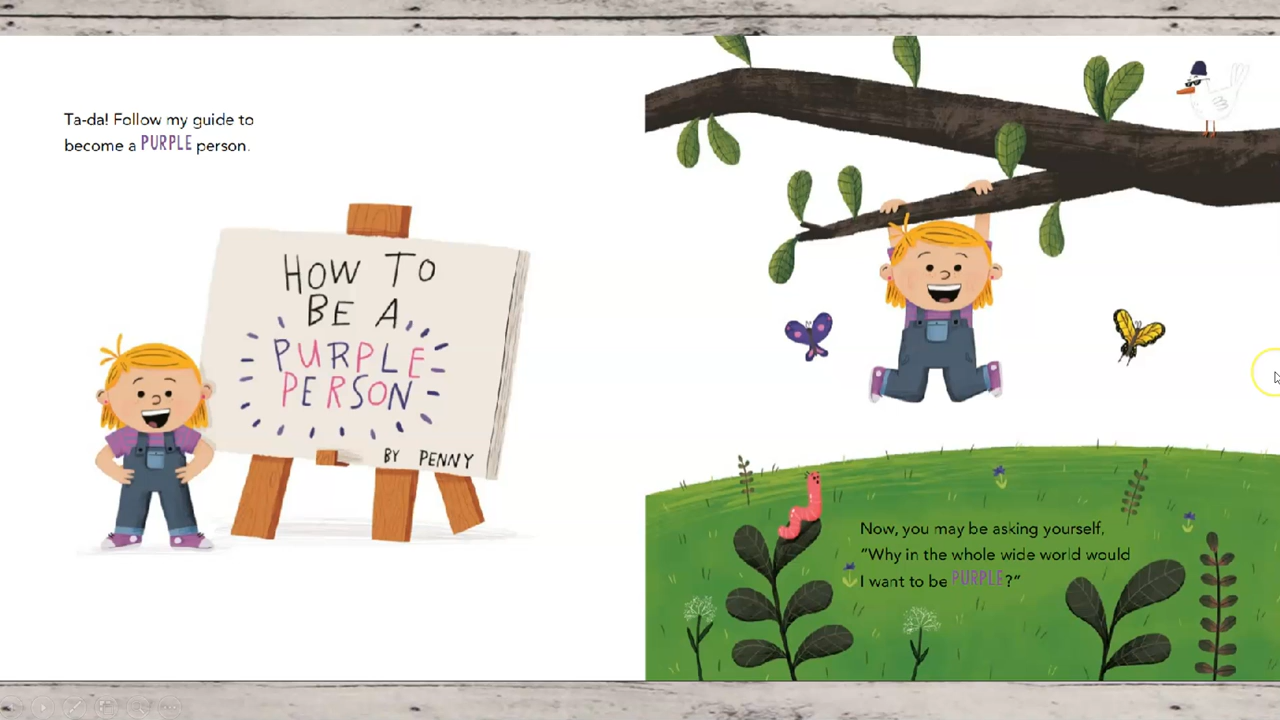 Ta-da! Follow my guide to
become a PURPLE person.
HOW TO
BE A
PURPLE
PERSON
BY PENNY
Now, you may be asking yourself,
“Why in the whole wide world would
I want to be PURPLE?”